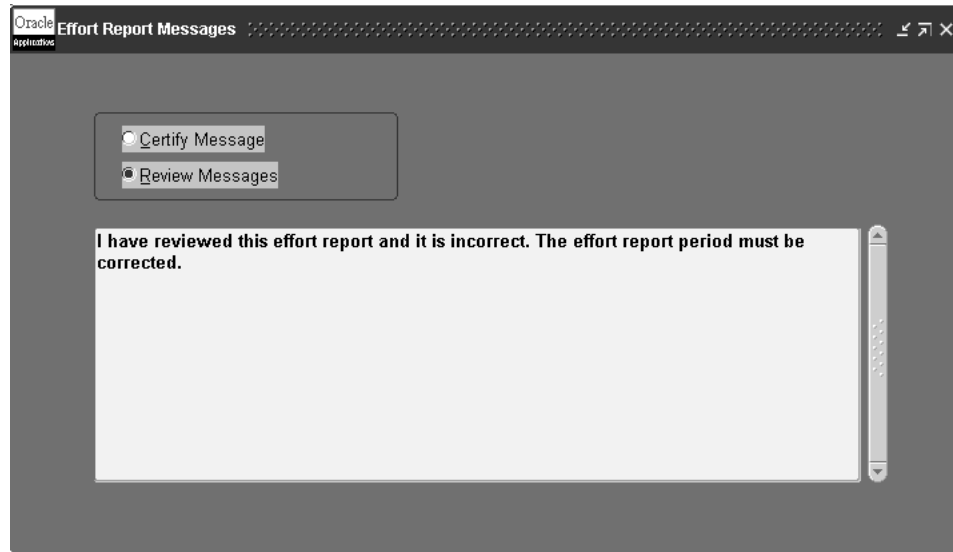 Oracle
Applications
Effort Report Messages
Certify Message
Review Messages
I have reviewed this effort report and it is incorrect. The effort report period must be
corrected.